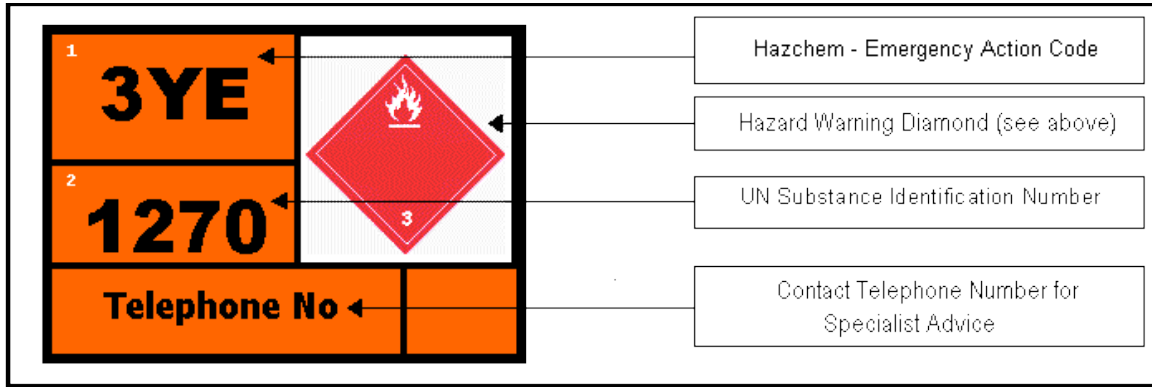 1
3YE
2
1270
3
Telephone No
Hazchem - Emergency Action Code
Hazard Warning Diamond (see above)
UN Substance Identification Number
Contact Telephone Number for
Specialist Advice